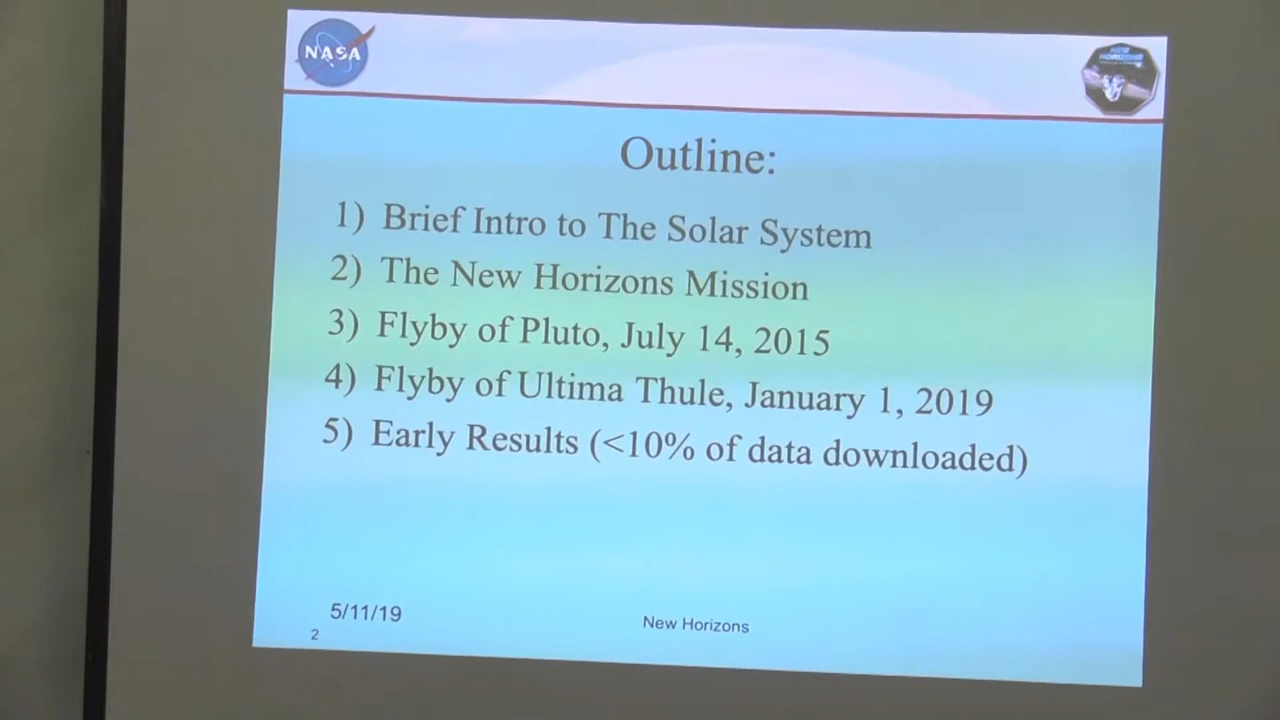 NASA
NEW
HORIZONS
Outline:
1) Brief Intro to The Solar System
2) The New Horizons Mission
3) Flyby of Pluto, July 14, 2015
4) Flyby of Ultima Thule, January 1, 2019
5) Early Results (<10% of data downloaded)
5/11/19
New Horizons
2